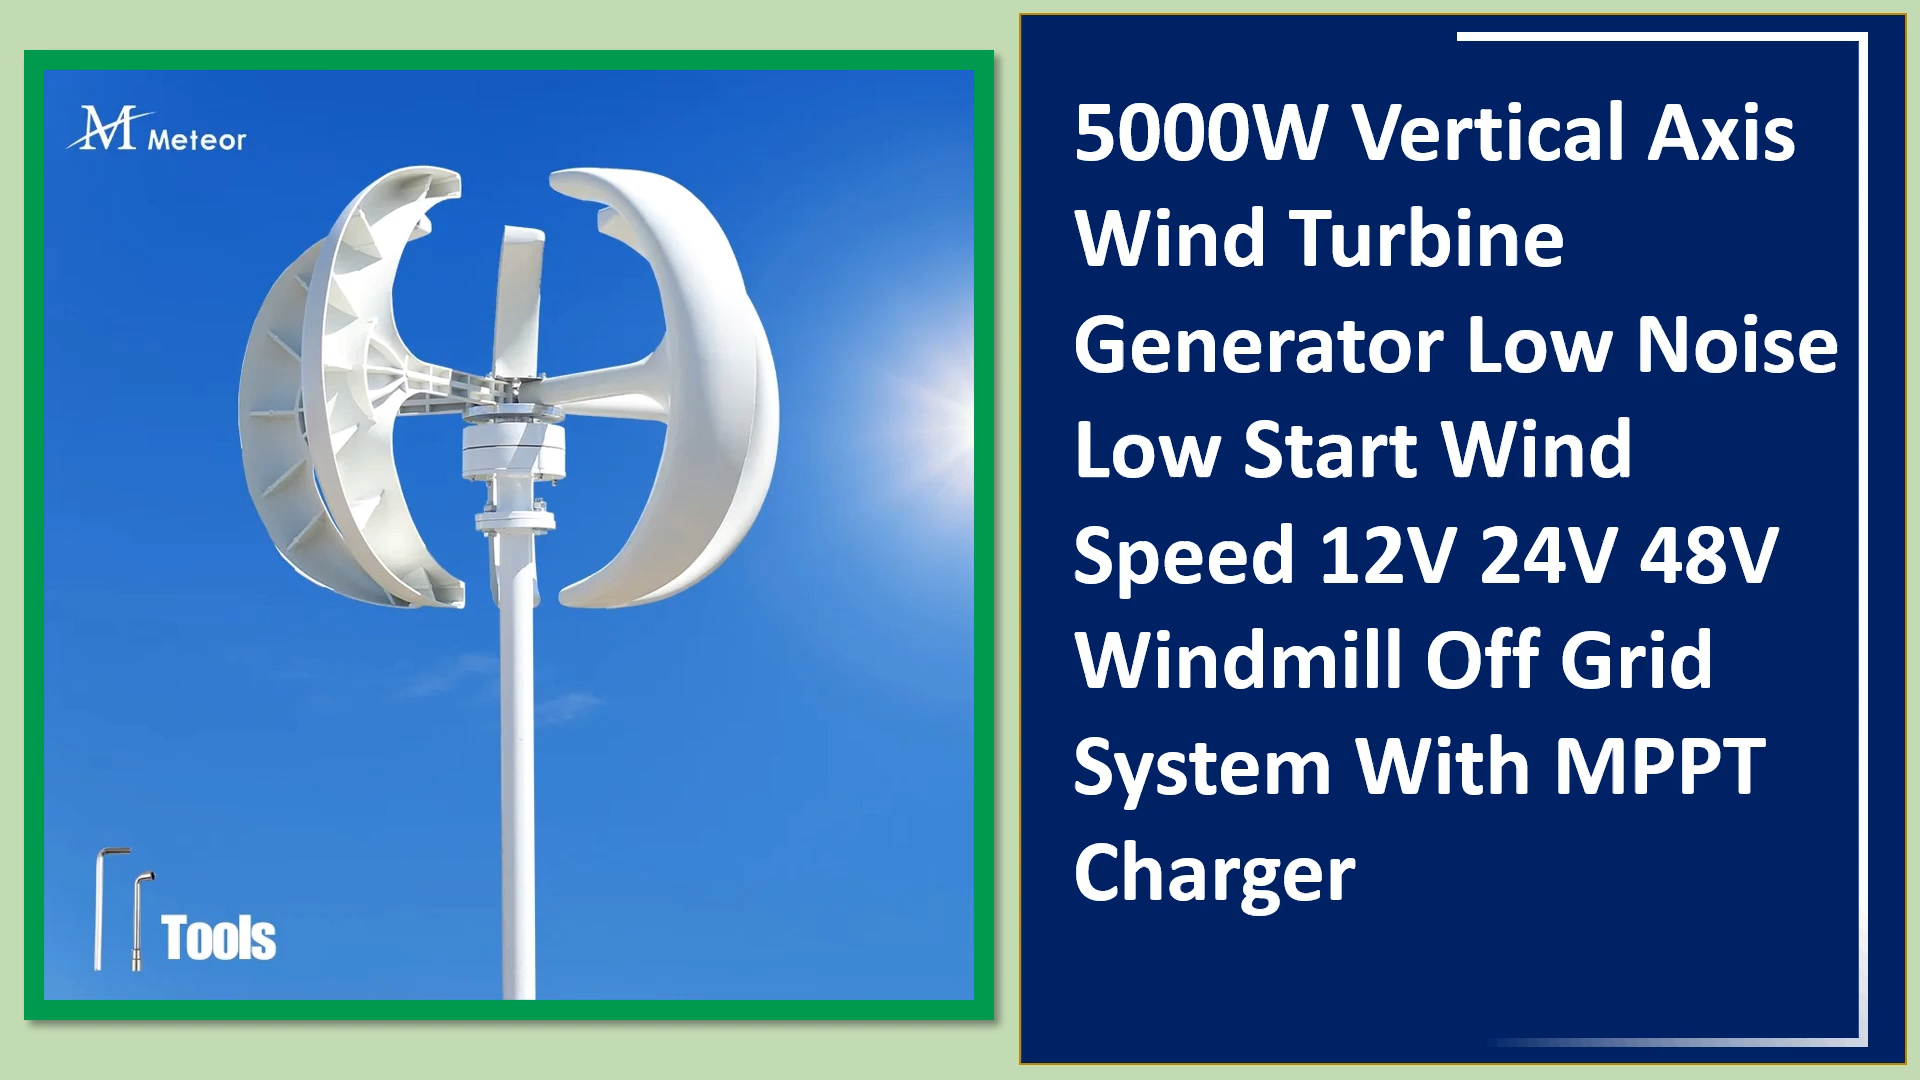 M Meteor
Tools
5000W Vertical Axis
Wind Turbine
Generator Low Noise
Low Start Wind
Speed 12V 24V 48V
Windmill Off Grid
System With MPPT
Charger